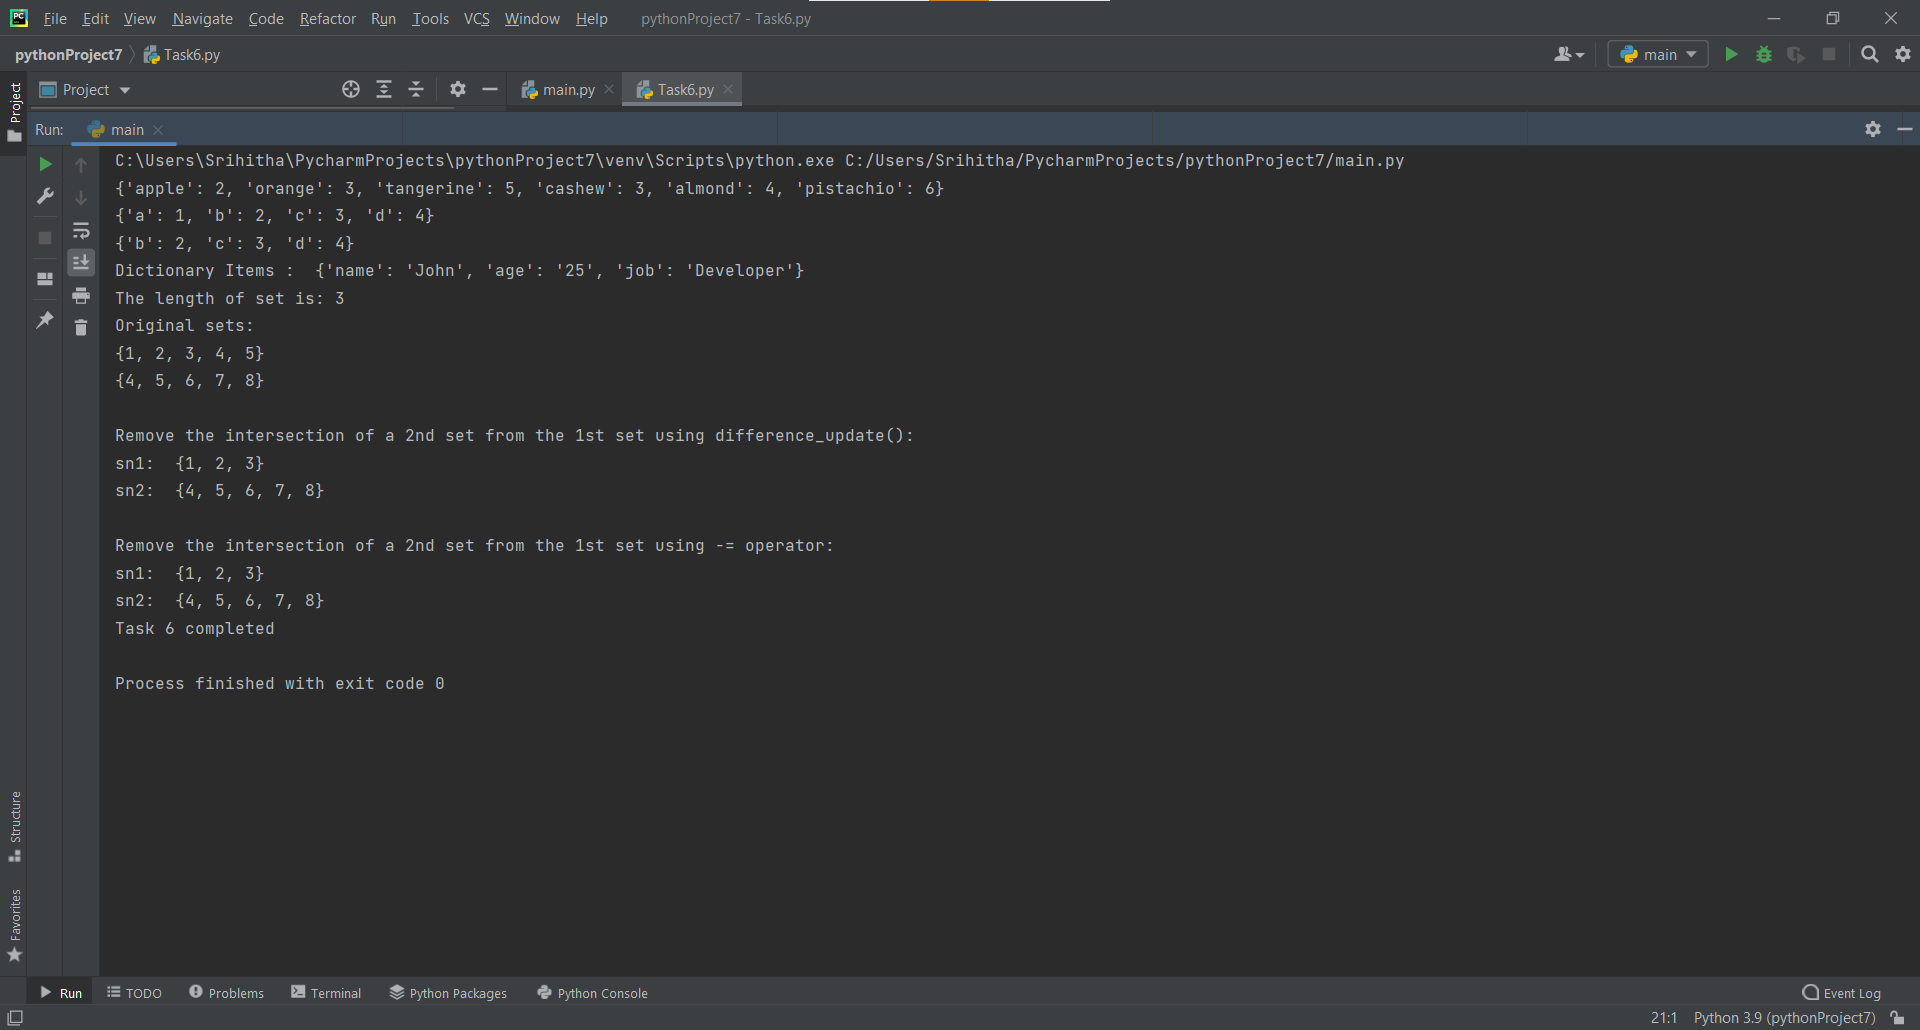 PC File Edit View Navigate Code Refactor Run Tools VCS Window Help pythonProject7 - Task6.py
pythonProject7 Task6.py main
Project main.py Task6.py
Project
Run: main
C:\Users\Srihitha\PycharmProjects\pythonProject7\venv\Scripts\python.exe C:/Users/Srihitha/PycharmProjects/pythonProject7/main.py
{'apple': 2, 'orange': 3, 'tangerine': 5, 'cashew': 3, 'almond': 4, 'pistachio': 6}
{'a': 1, 'b': 2, 'c': 3, 'd': 4}
{'b': 2, 'c': 3, 'd': 4}
Dictionary Items :  {'name': 'John', 'age': '25', 'job': 'Developer'}
The length of set is: 3
Original sets:
{1, 2, 3, 4, 5}
{4, 5, 6, 7, 8}
Remove the intersection of a 2nd set from the 1st set using difference_update():
sn1:  {1, 2, 3}
sn2:  {4, 5, 6, 7, 8}
Remove the intersection of a 2nd set from the 1st set using -= operator:
sn1:  {1, 2, 3}
sn2:  {4, 5, 6, 7, 8}
Task 6 completed
Process finished with exit code 0
Structure
Favorites
Run TODO Problems Terminal Python Packages Python Console Event Log
21:1 Python 3.9 (pythonProject7)